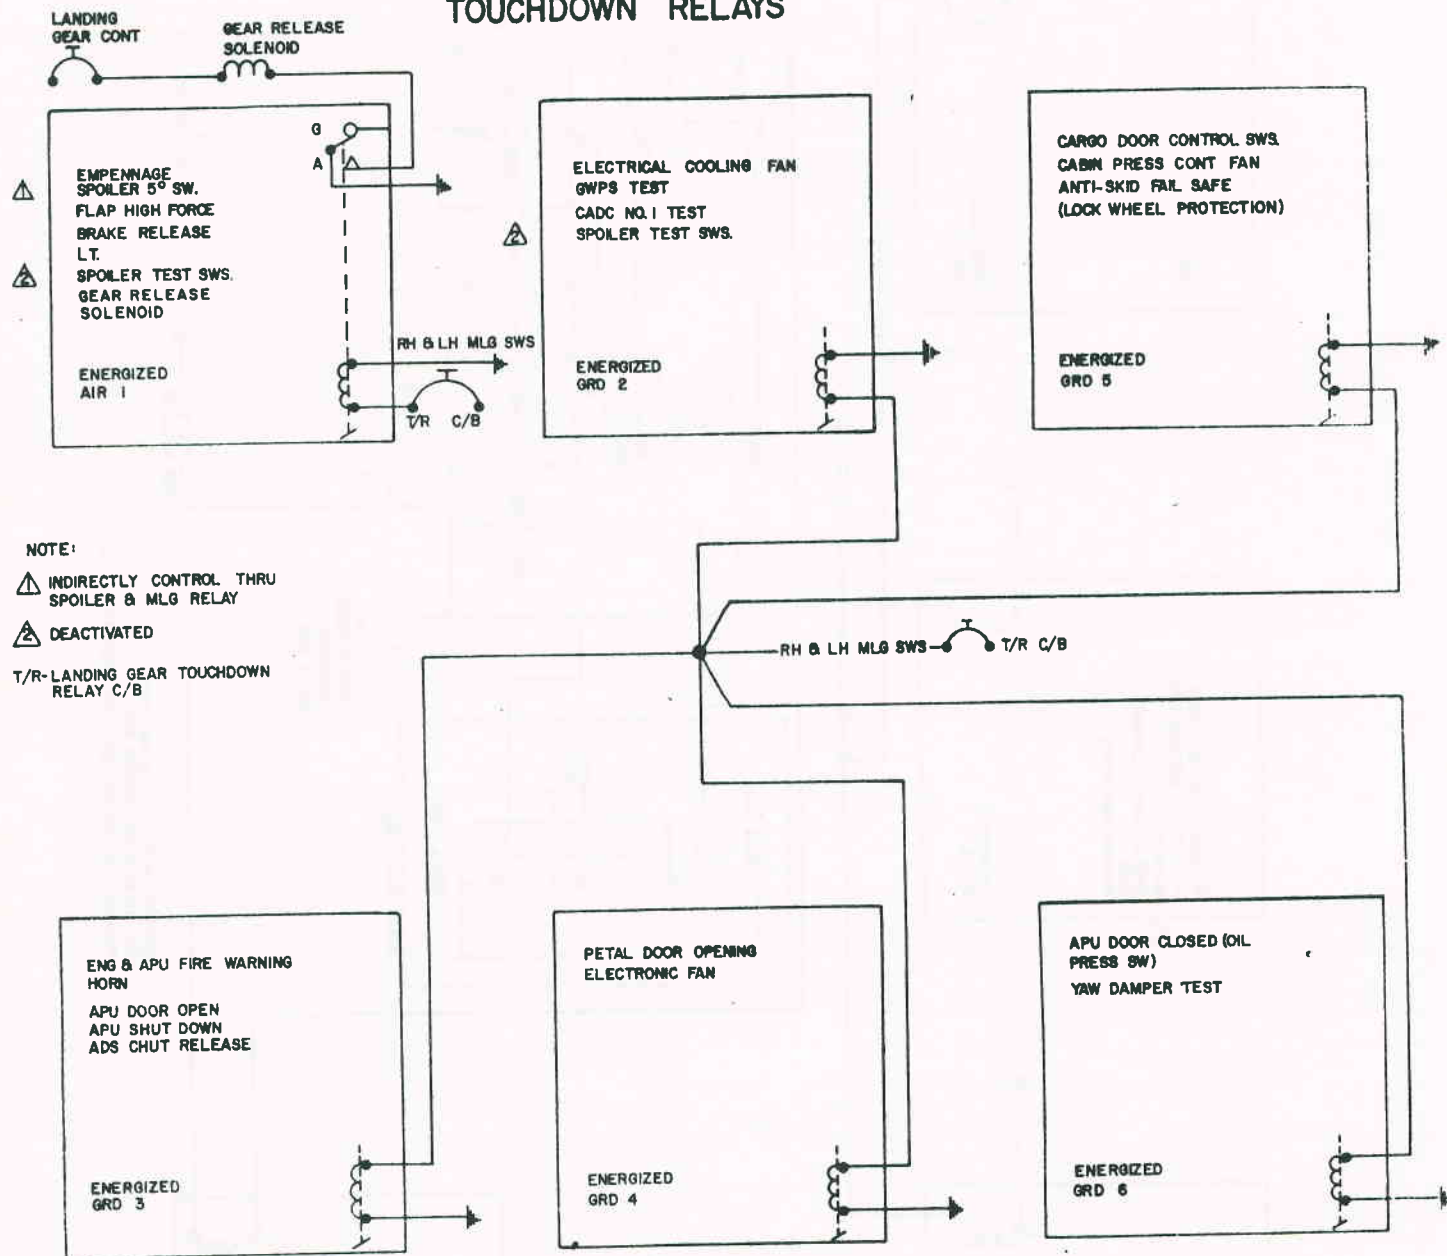 TOUCHDOWN RELAYS
LANDING
GEAR CONT
GEAR RELEASE
SOLENOID
G
A
1
EMPENNAGE
SPOILER 5° SW.
FLAP HIGH FORCE
BRAKE RELEASE
LT.
2
SPOILER TEST SWS.
GEAR RELEASE
SOLENOID
RH & LH MLG SWS
ENERGIZED
AIR 1
T/R C/B
ELECTRICAL COOLING FAN
GWPS TEST
CADC NO. 1 TEST
2
SPOILER TEST SWS.
ENERGIZED
GRD 2
CARGO DOOR CONTROL SWS.
CABIN PRESS CONT FAN
ANTI-SKID FAIL SAFE
(LOCK WHEEL PROTECTION)
ENERGIZED
GRD 5
NOTE:
1 INDIRECTLY CONTROL THRU
SPOILER & MLG RELAY
2 DEACTIVATED
T/R-LANDING GEAR TOUCHDOWN
RELAY C/B
RH & LH MLG SWS T/R C/B
ENG & APU FIRE WARNING
HORN
APU DOOR OPEN
APU SHUT DOWN
ADS CHUT RELEASE
ENERGIZED
GRD 3
PETAL DOOR OPENING
ELECTRONIC FAN
ENERGIZED
GRD 4
APU DOOR CLOSED (OIL
PRESS SW)
YAW DAMPER TEST
ENERGIZED
GRD 6